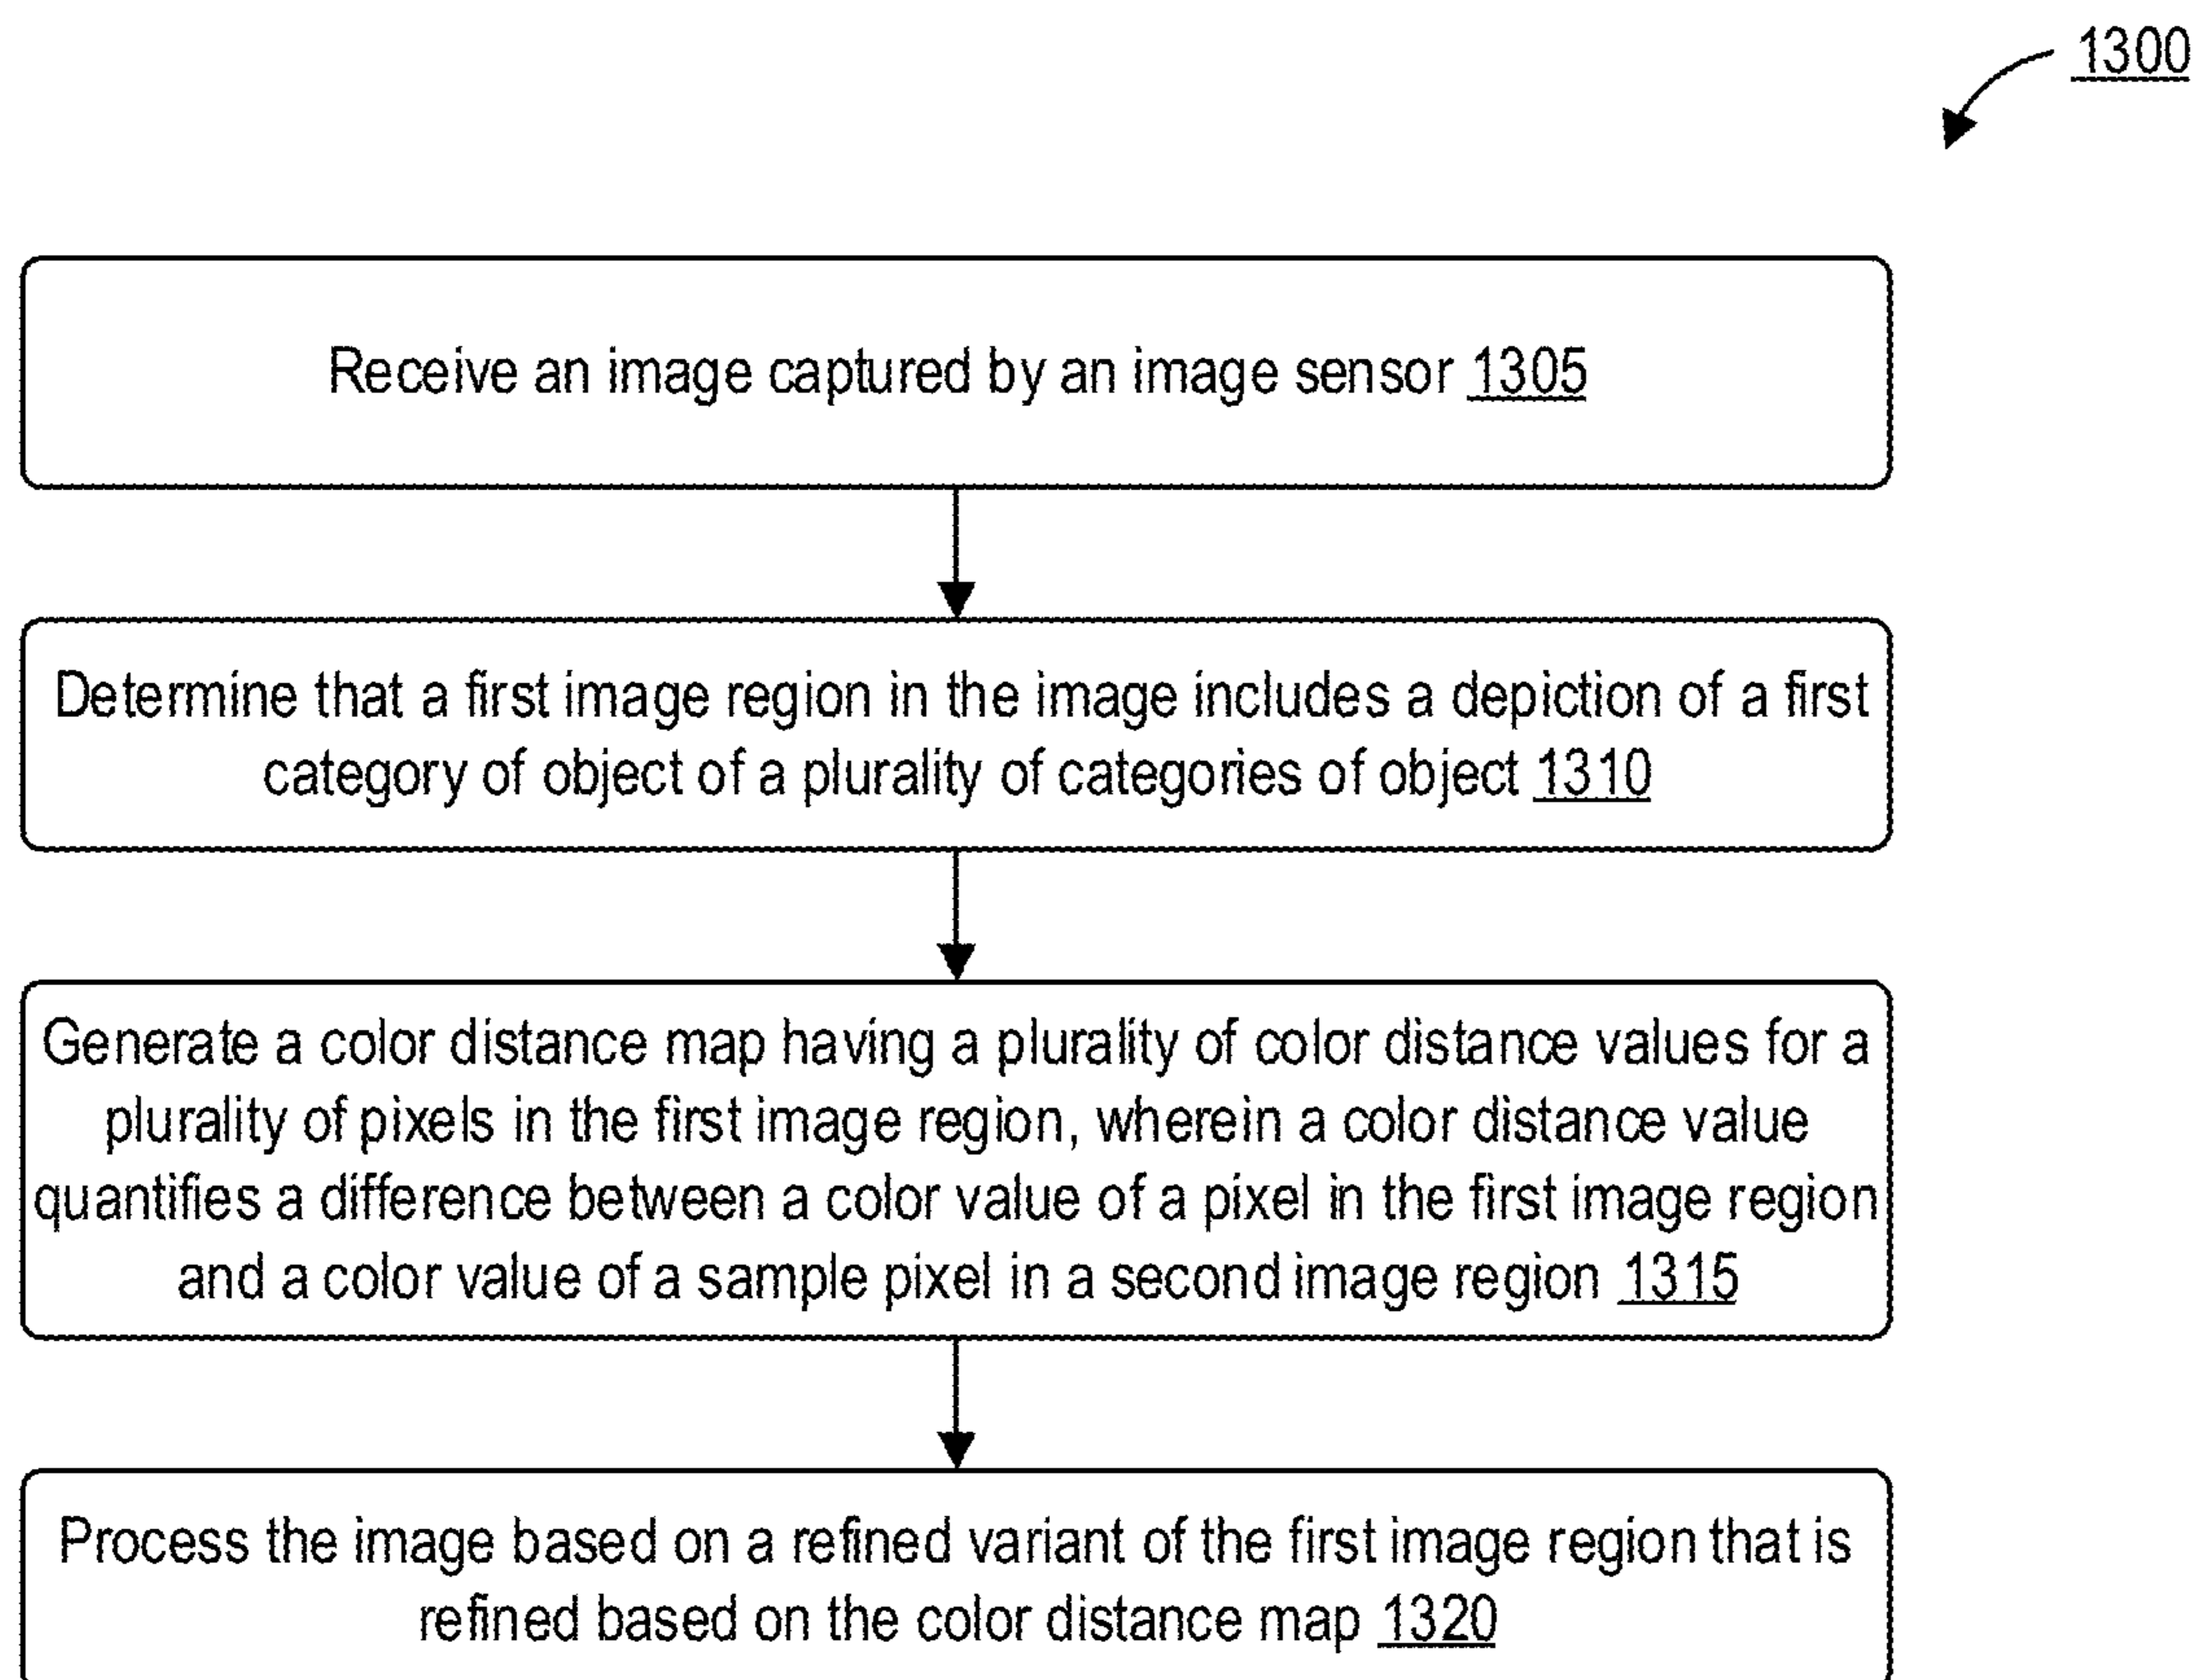 1300
Receive an image captured by an image sensor 1305
Determine that a first image region in the image includes a depiction of a first
category of object of a plurality of categories of object 1310
Generate a color distance map having a plurality of color distance values for a
plurality of pixels in the first image region, wherein a color distance value
quantifies a difference between a color value of a pixel in the first image region
and a color value of a sample pixel in a second image region 1315
Process the image based on a refined variant of the first image region that is
refined based on the color distance map 1320